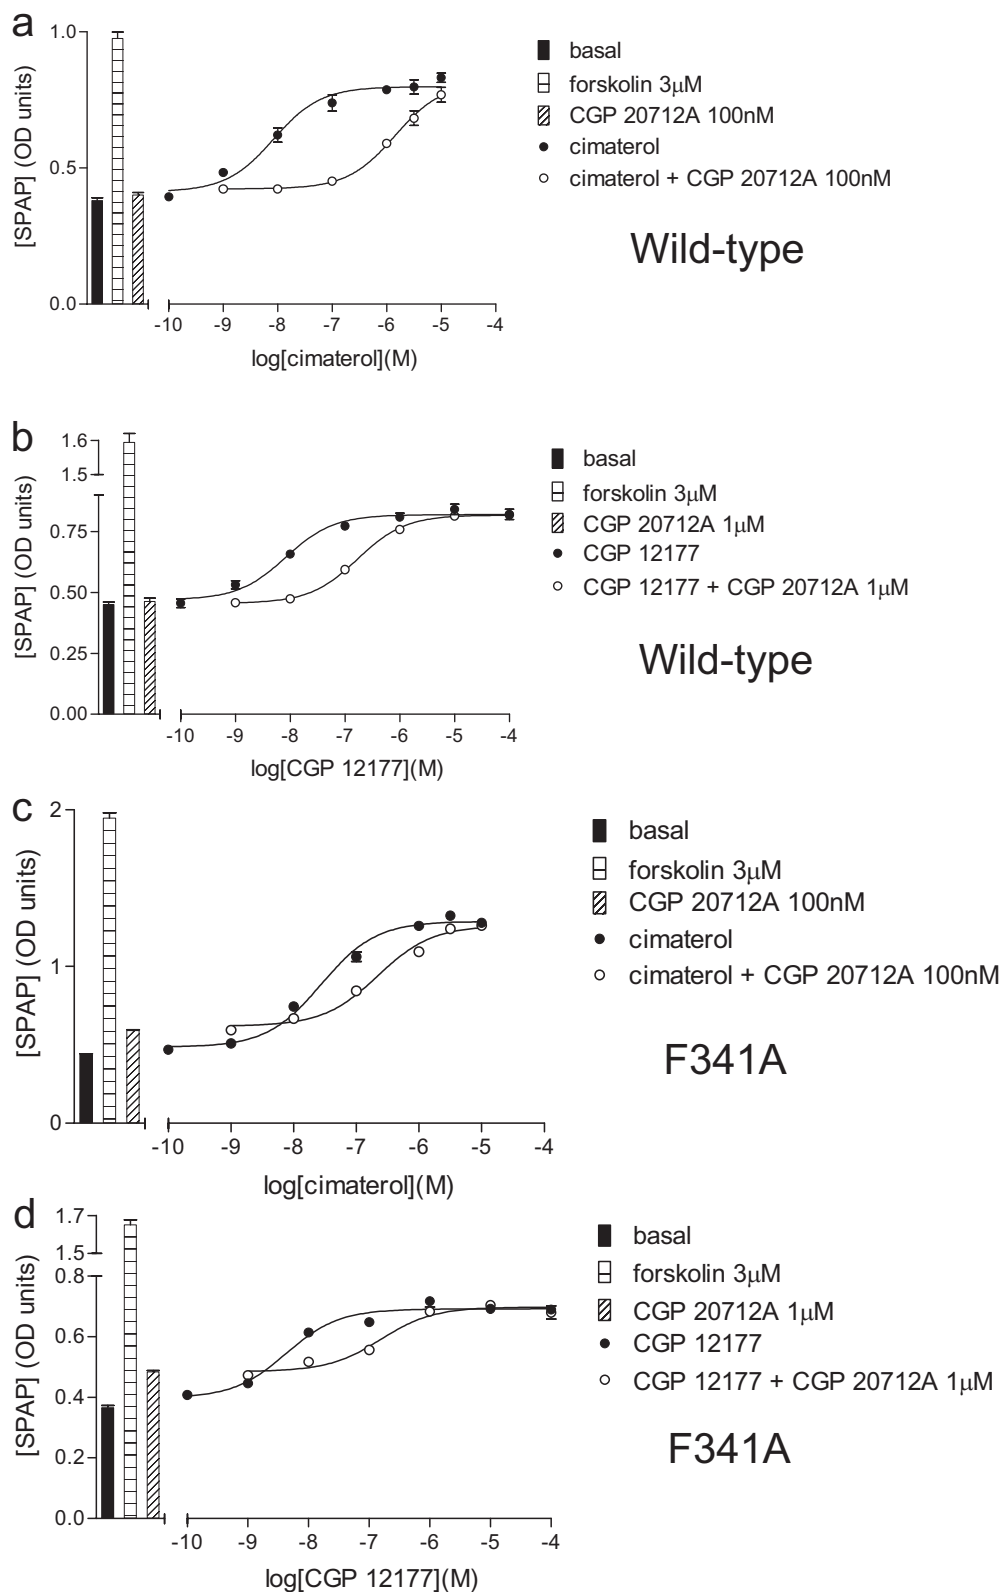 a
1.0
0.5
0.0
[SPAP] (OD units)
-10 -9 -8 -7 -6 -5 -4
log[cimaterol](M)
basal
forskolin 3μM
CGP 20712A 100nM
cimaterol
cimaterol + CGP 20712A 100nM
Wild-type
b
1.6
1.5
0.75
0.50
0.25
0.00
[SPAP] (OD units)
-10 -9 -8 -7 -6 -5 -4
log[CGP 12177](M)
basal
forskolin 3μM
CGP 20712A 1μM
CGP 12177
CGP 12177 + CGP 20712A 1μM
Wild-type
c
2
1
0
[SPAP] (OD units)
-10 -9 -8 -7 -6 -5 -4
log[cimaterol](M)
basal
forskolin 3μM
CGP 20712A 100nM
cimaterol
cimaterol + CGP 20712A 100nM
F341A
d
1.7
1.5
0.8
0.6
0.4
0.2
0.0
[SPAP] (OD units)
-10 -9 -8 -7 -6 -5 -4
log[CGP 12177](M)
basal
forskolin 3μM
CGP 20712A 1μM
CGP 12177
CGP 12177 + CGP 20712A 1μM
F341A